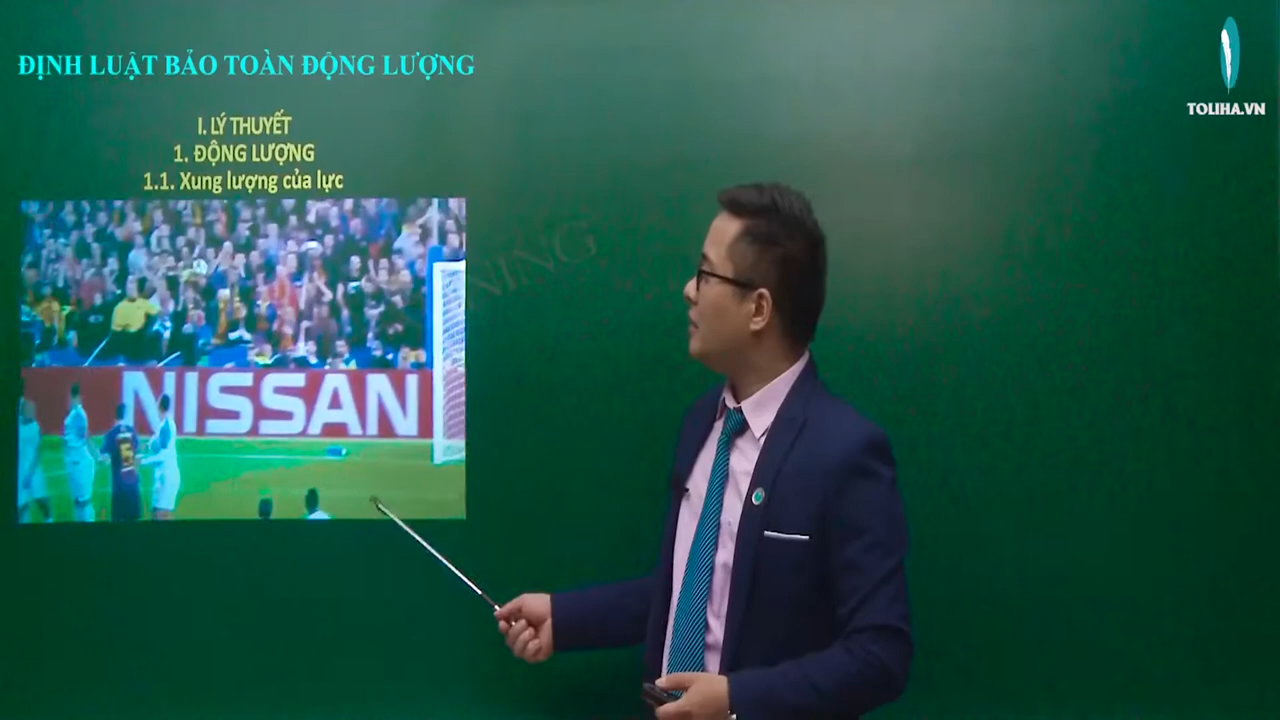 ĐỊNH LUẬT BẢO TOÀN ĐỘNG LƯỢNG
TOLIHA.VN
I. LÝ THUYẾT
1. ĐỘNG LƯỢNG
1.1. Xung lượng của lực
NISSAN
15